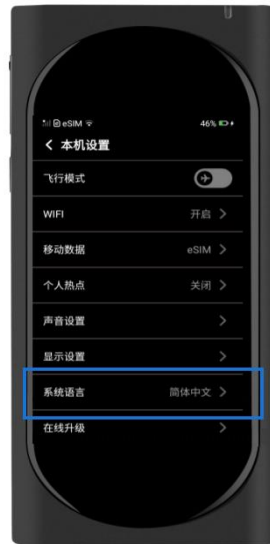 eSIM 46%
本机设置
飞行模式
WIFI 开启
移动数据 eSIM
个人热点 关闭
声音设置
显示设置
系统语言 简体中文
在线升级